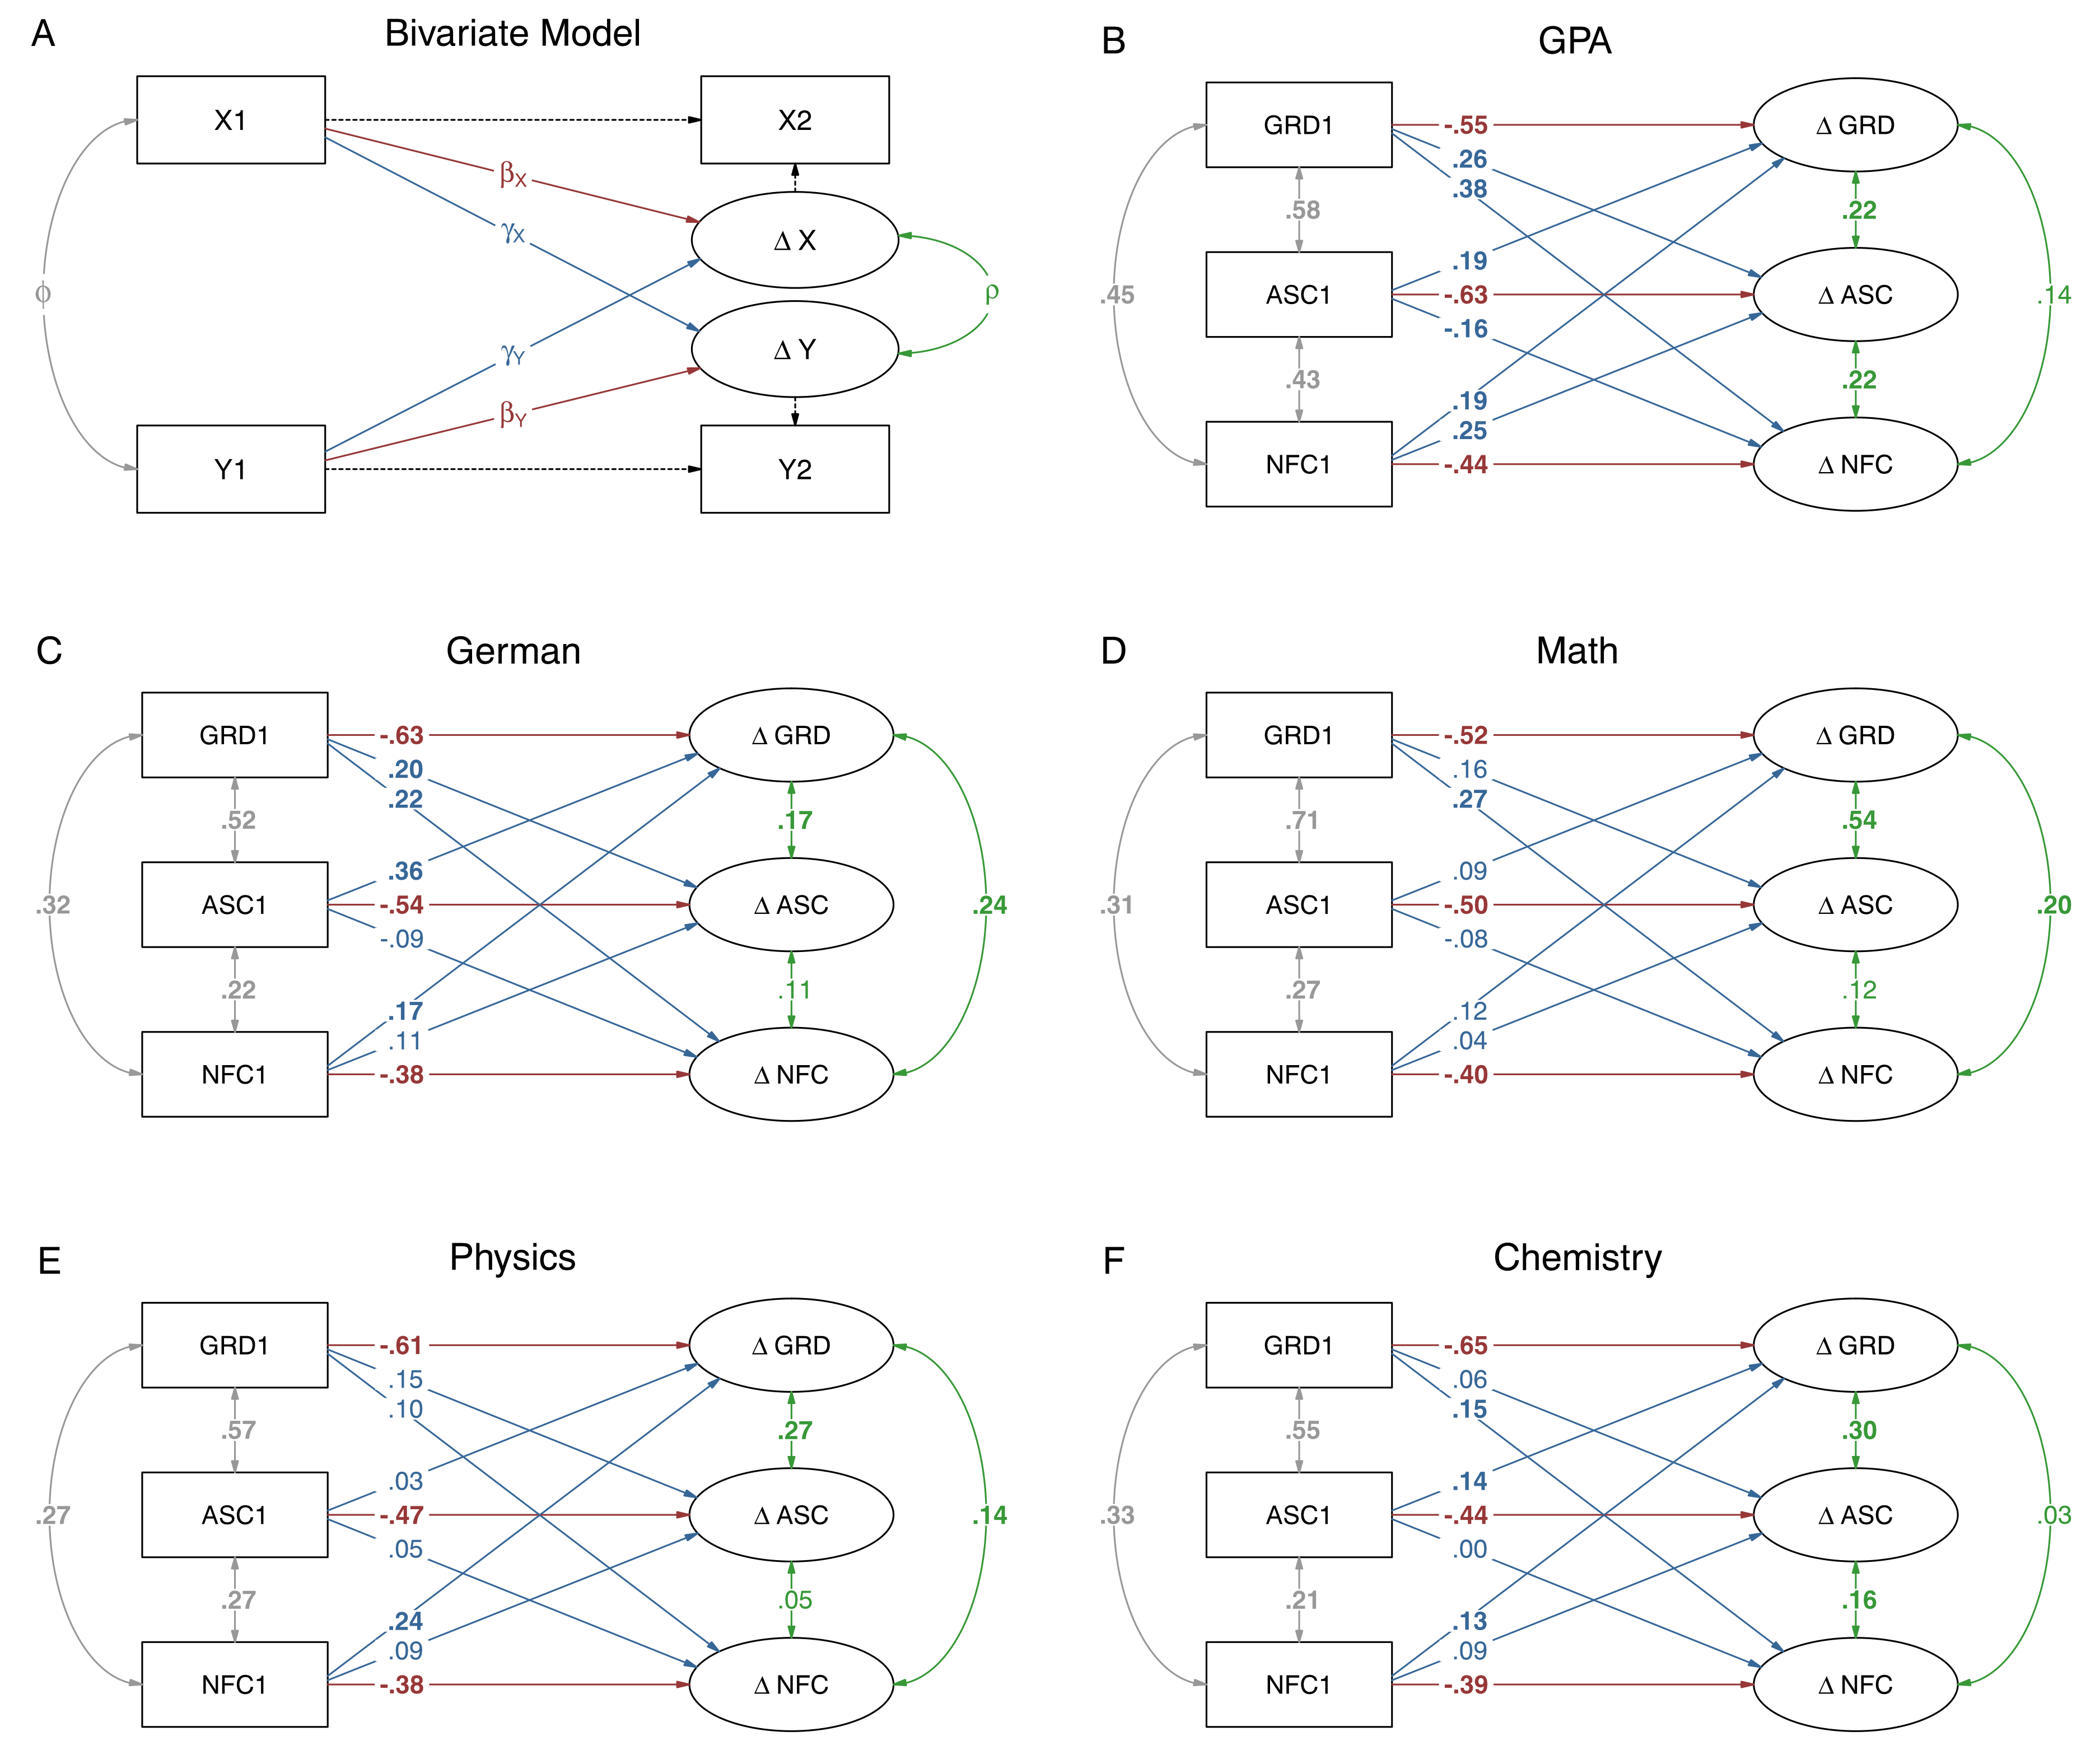 A
Bivariate Model
X1
X2
βX
γX
Δ X
ϕ
ρ
Δ Y
γY
βY
Y1
Y2
B
GPA
GRD1
-.55
Δ GRD
.26
.38
.58
.22
.19
.45
ASC1
-.63
Δ ASC
.14
-.16
.43
.22
.19
.25
NFC1
-.44
Δ NFC
C
German
GRD1
-.63
Δ GRD
.20
.22
.52
.17
.36
.32
ASC1
-.54
Δ ASC
.24
-.09
.22
.11
.17
.11
NFC1
-.38
Δ NFC
D
Math
GRD1
-.52
Δ GRD
.16
.27
.71
.54
.09
.31
ASC1
-.50
Δ ASC
.20
-.08
.27
.12
.12
.04
NFC1
-.40
Δ NFC
E
Physics
GRD1
-.61
Δ GRD
.15
.10
.57
.27
.03
.27
ASC1
-.47
Δ ASC
.14
.05
.27
.05
.24
.09
NFC1
-.38
Δ NFC
F
Chemistry
GRD1
-.65
Δ GRD
.06
.15
.55
.30
.14
.33
ASC1
-.44
Δ ASC
.03
.00
.21
.16
.13
.09
NFC1
-.39
Δ NFC